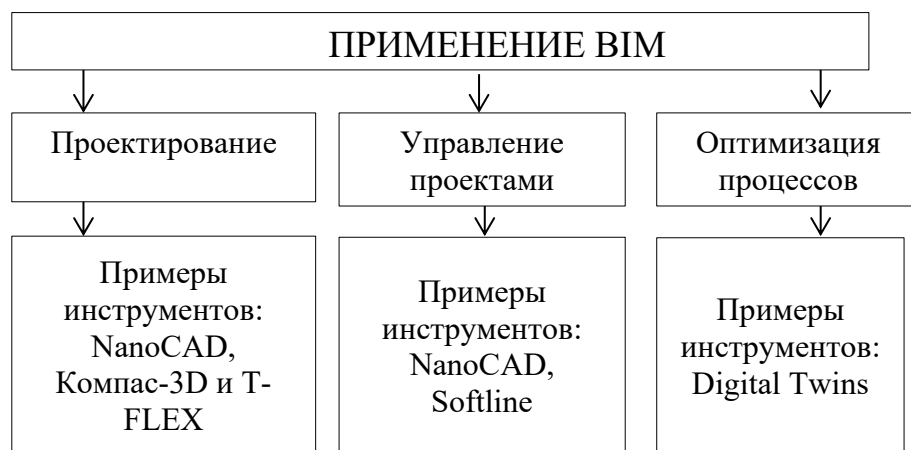 ПРИМЕНЕНИЕ BIM
Проектирование
Управление
проектами
Оптимизация
процессов
Примеры
инструментов:
NanoCAD,
Компас-3D и T-
FLEX
Примеры
инструментов:
NanoCAD,
Softline
Примеры
инструментов:
Digital Twins